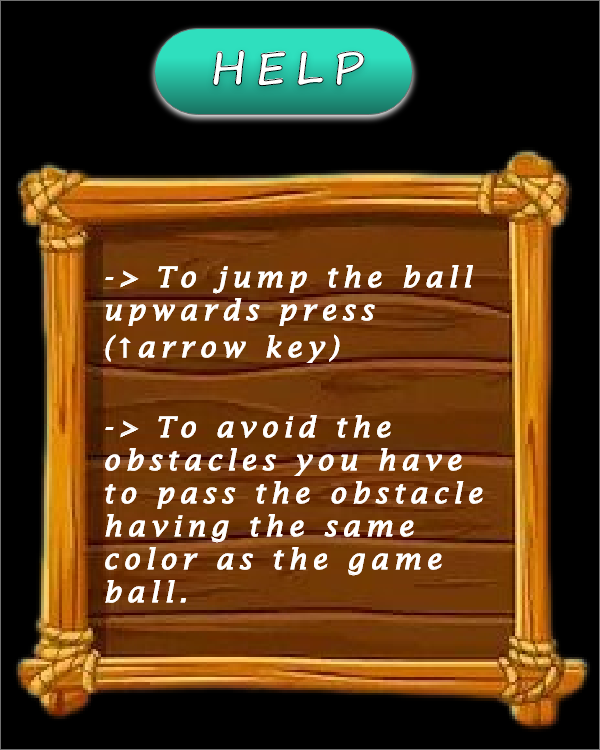 HELP
-> To jump the ball
upwards press
(↑arrow key)
-> To avoid the
obstacles you have
to pass the obstacle
having the same
color as the game
ball.